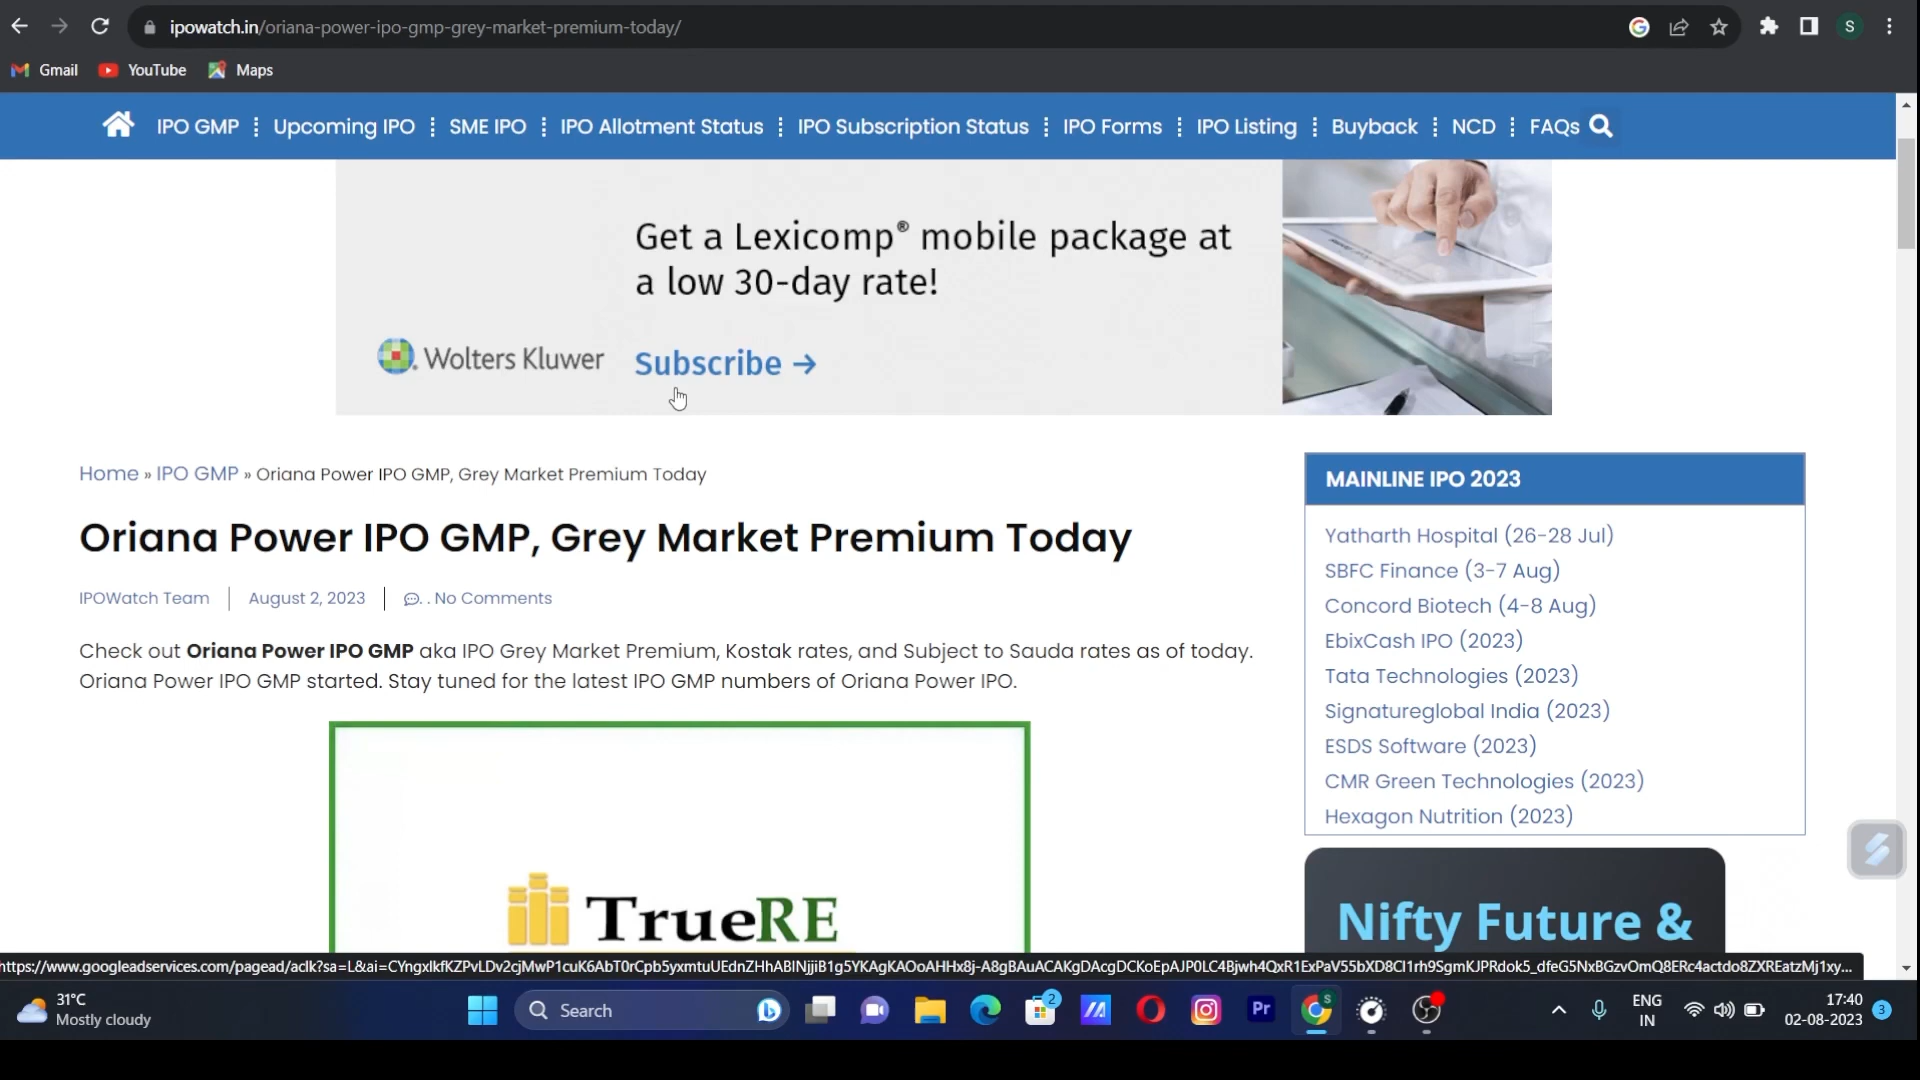 ipowatch.in/oriana-power-ipo-gmp-grey-market-premium-today/
S
Gmail YouTube Maps
IPO GMP Upcoming IPO SME IPO IPO Allotment Status IPO Subscription Status IPO Forms IPO Listing Buyback NCD FAQs
Get a Lexicomp® mobile package at
a low 30-day rate!
Wolters Kluwer Subscribe →
Home » IPO GMP » Oriana Power IPO GMP, Grey Market Premium Today
Oriana Power IPO GMP, Grey Market Premium Today
IPOWatch Team August 2, 2023 . . No Comments
Check out Oriana Power IPO GMP aka IPO Grey Market Premium, Kostak rates, and Subject to Sauda rates as of today.
Oriana Power IPO GMP started. Stay tuned for the latest IPO GMP numbers of Oriana Power IPO.
TrueRE
MAINLINE IPO 2023
Yatharth Hospital (26-28 Jul)
SBFC Finance (3-7 Aug)
Concord Biotech (4-8 Aug)
EbixCash IPO (2023)
Tata Technologies (2023)
Signatureglobal India (2023)
ESDS Software (2023)
CMR Green Technologies (2023)
Hexagon Nutrition (2023)
Nifty Future &
31°C
Mostly cloudy
Search
2
Pr
S
ENG
IN
17:40
02-08-2023
3